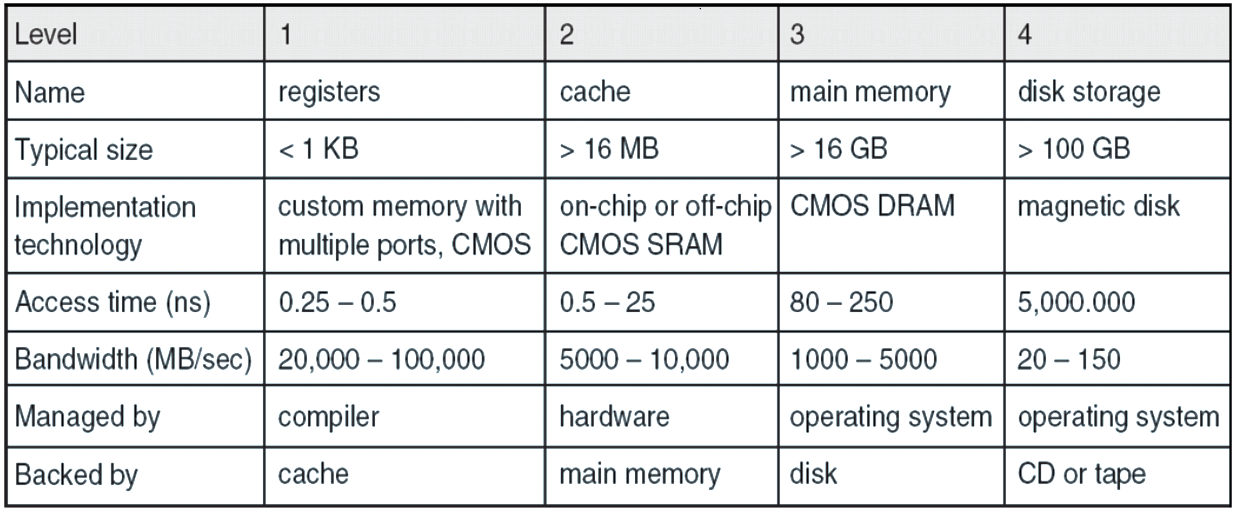 Level 1 2 3 4
Name registers cache main memory disk storage
Typical size < 1 KB > 16 MB > 16 GB > 100 GB
Implementation custom memory with on-chip or off-chip CMOS DRAM magnetic disk
technology multiple ports, CMOS CMOS SRAM
Access time (ns) 0.25 – 0.5 0.5 – 25 80 – 250 5,000.000
Bandwidth (MB/sec) 20,000 – 100,000 5000 – 10,000 1000 – 5000 20 – 150
Managed by compiler hardware operating system operating system
Backed by cache main memory disk CD or tape